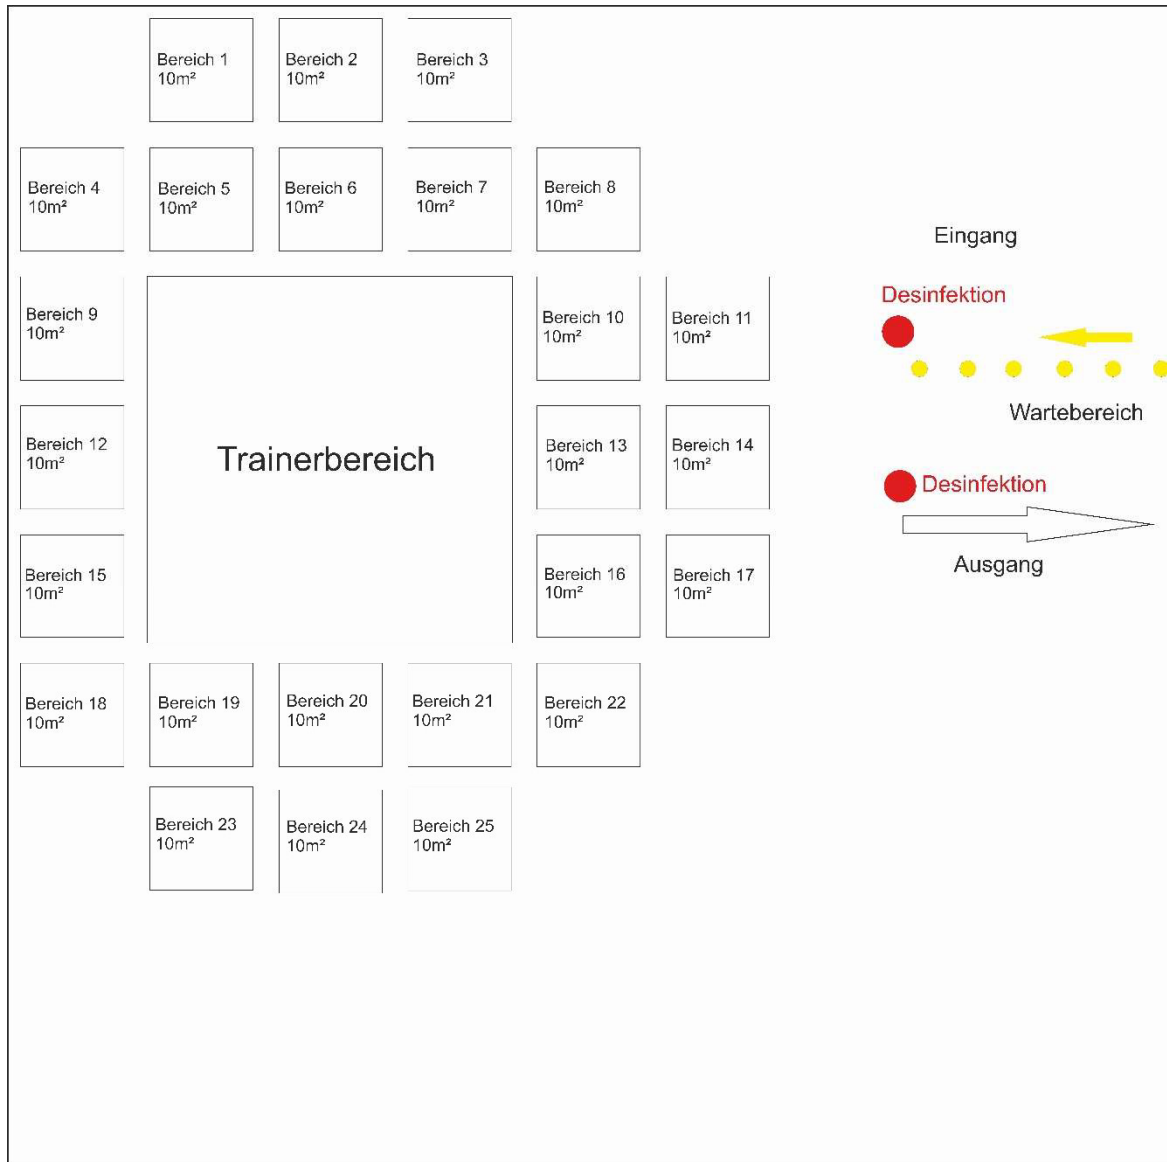 Bereich 1
10m²
Bereich 2
10m²
Bereich 3
10m²
Bereich 4
10m²
Bereich 5
10m²
Bereich 6
10m²
Bereich 7
10m²
Bereich 8
10m²
Eingang
Desinfektion
Bereich 9
10m²
Bereich 10
10m²
Bereich 11
10m²
Wartebereich
Bereich 12
10m²
Trainerbereich
Bereich 13
10m²
Bereich 14
10m²
Desinfektion
Ausgang
Bereich 15
10m²
Bereich 16
10m²
Bereich 17
10m²
Bereich 18
10m²
Bereich 19
10m²
Bereich 20
10m²
Bereich 21
10m²
Bereich 22
10m²
Bereich 23
10m²
Bereich 24
10m²
Bereich 25
10m²